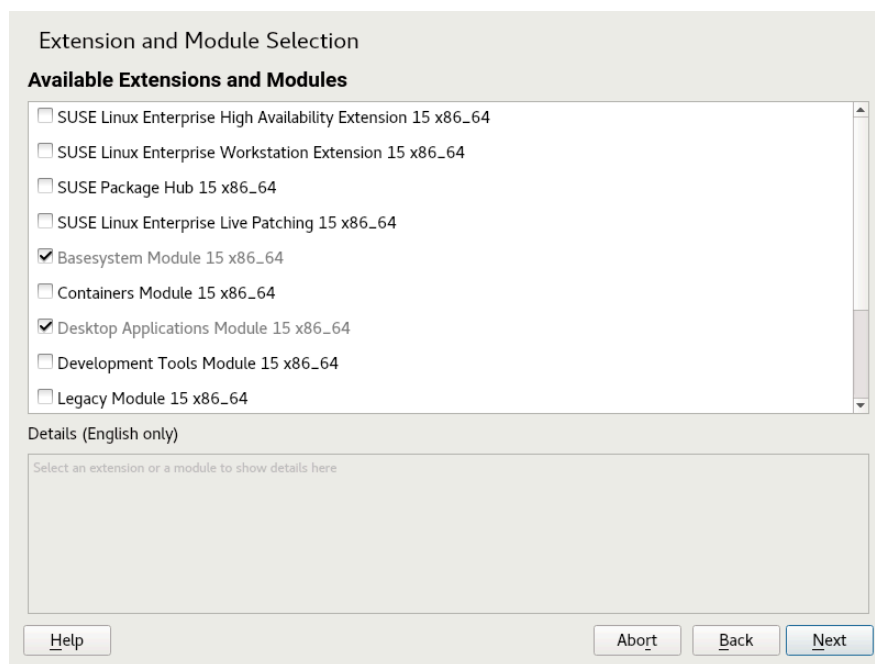 Extension and Module Selection
Available Extensions and Modules
SUSE Linux Enterprise High Availability Extension 15 x86_64
SUSE Linux Enterprise Workstation Extension 15 x86_64
SUSE Package Hub 15 x86_64
SUSE Linux Enterprise Live Patching 15 x86_64
Basesystem Module 15 x86_64
Containers Module 15 x86_64
Desktop Applications Module 15 x86_64
Development Tools Module 15 x86_64
Legacy Module 15 x86_64
Details (English only)
Select an extension or a module to show details here
Help Abort Back Next